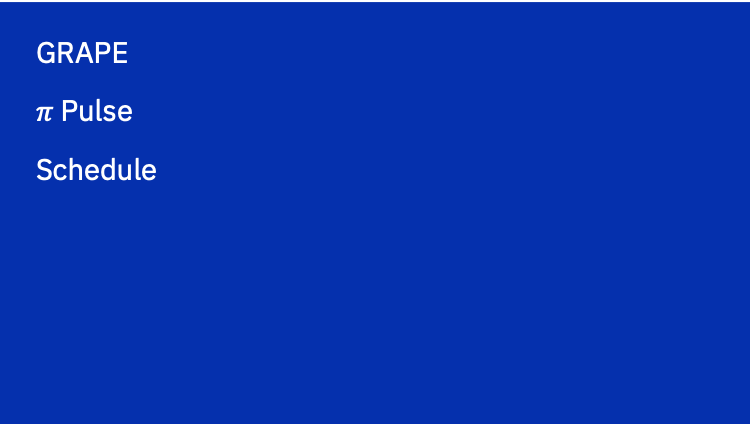 GRAPE
π Pulse
Schedule